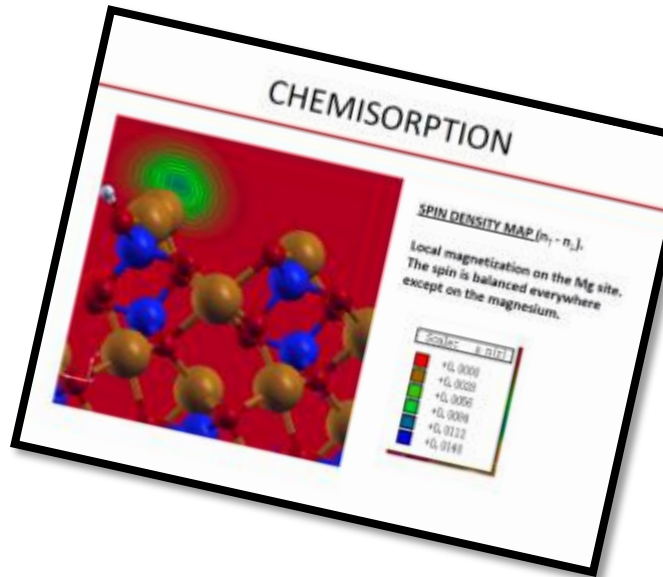 CHEMISORPTION
SPIN DENSITY MAP (n↑ - n↓).
Local magnetization on the Mg site.
The spin is balanced everywhere
except on the magnesium.
+0.0000
+0.0028
+0.0056
+0.0084
+0.0112
+0.0140